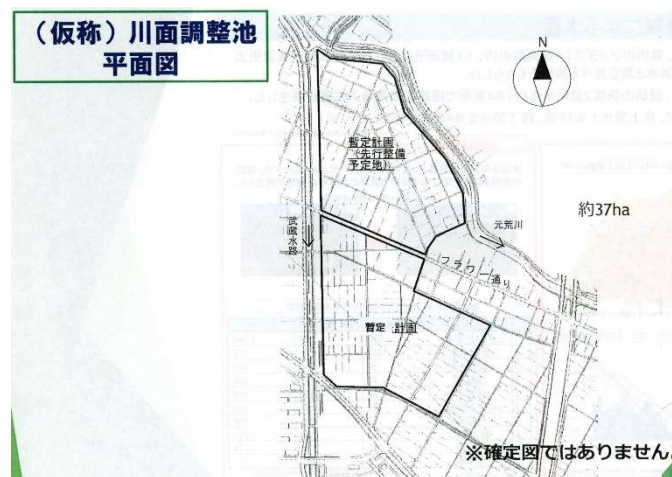 （仮称）川面調整池
平面図
N
暫定計画
（先行整備
予定地）
約37ha
武蔵水路
元荒川
フラワー通り
暫定計画
※確定図ではありません。